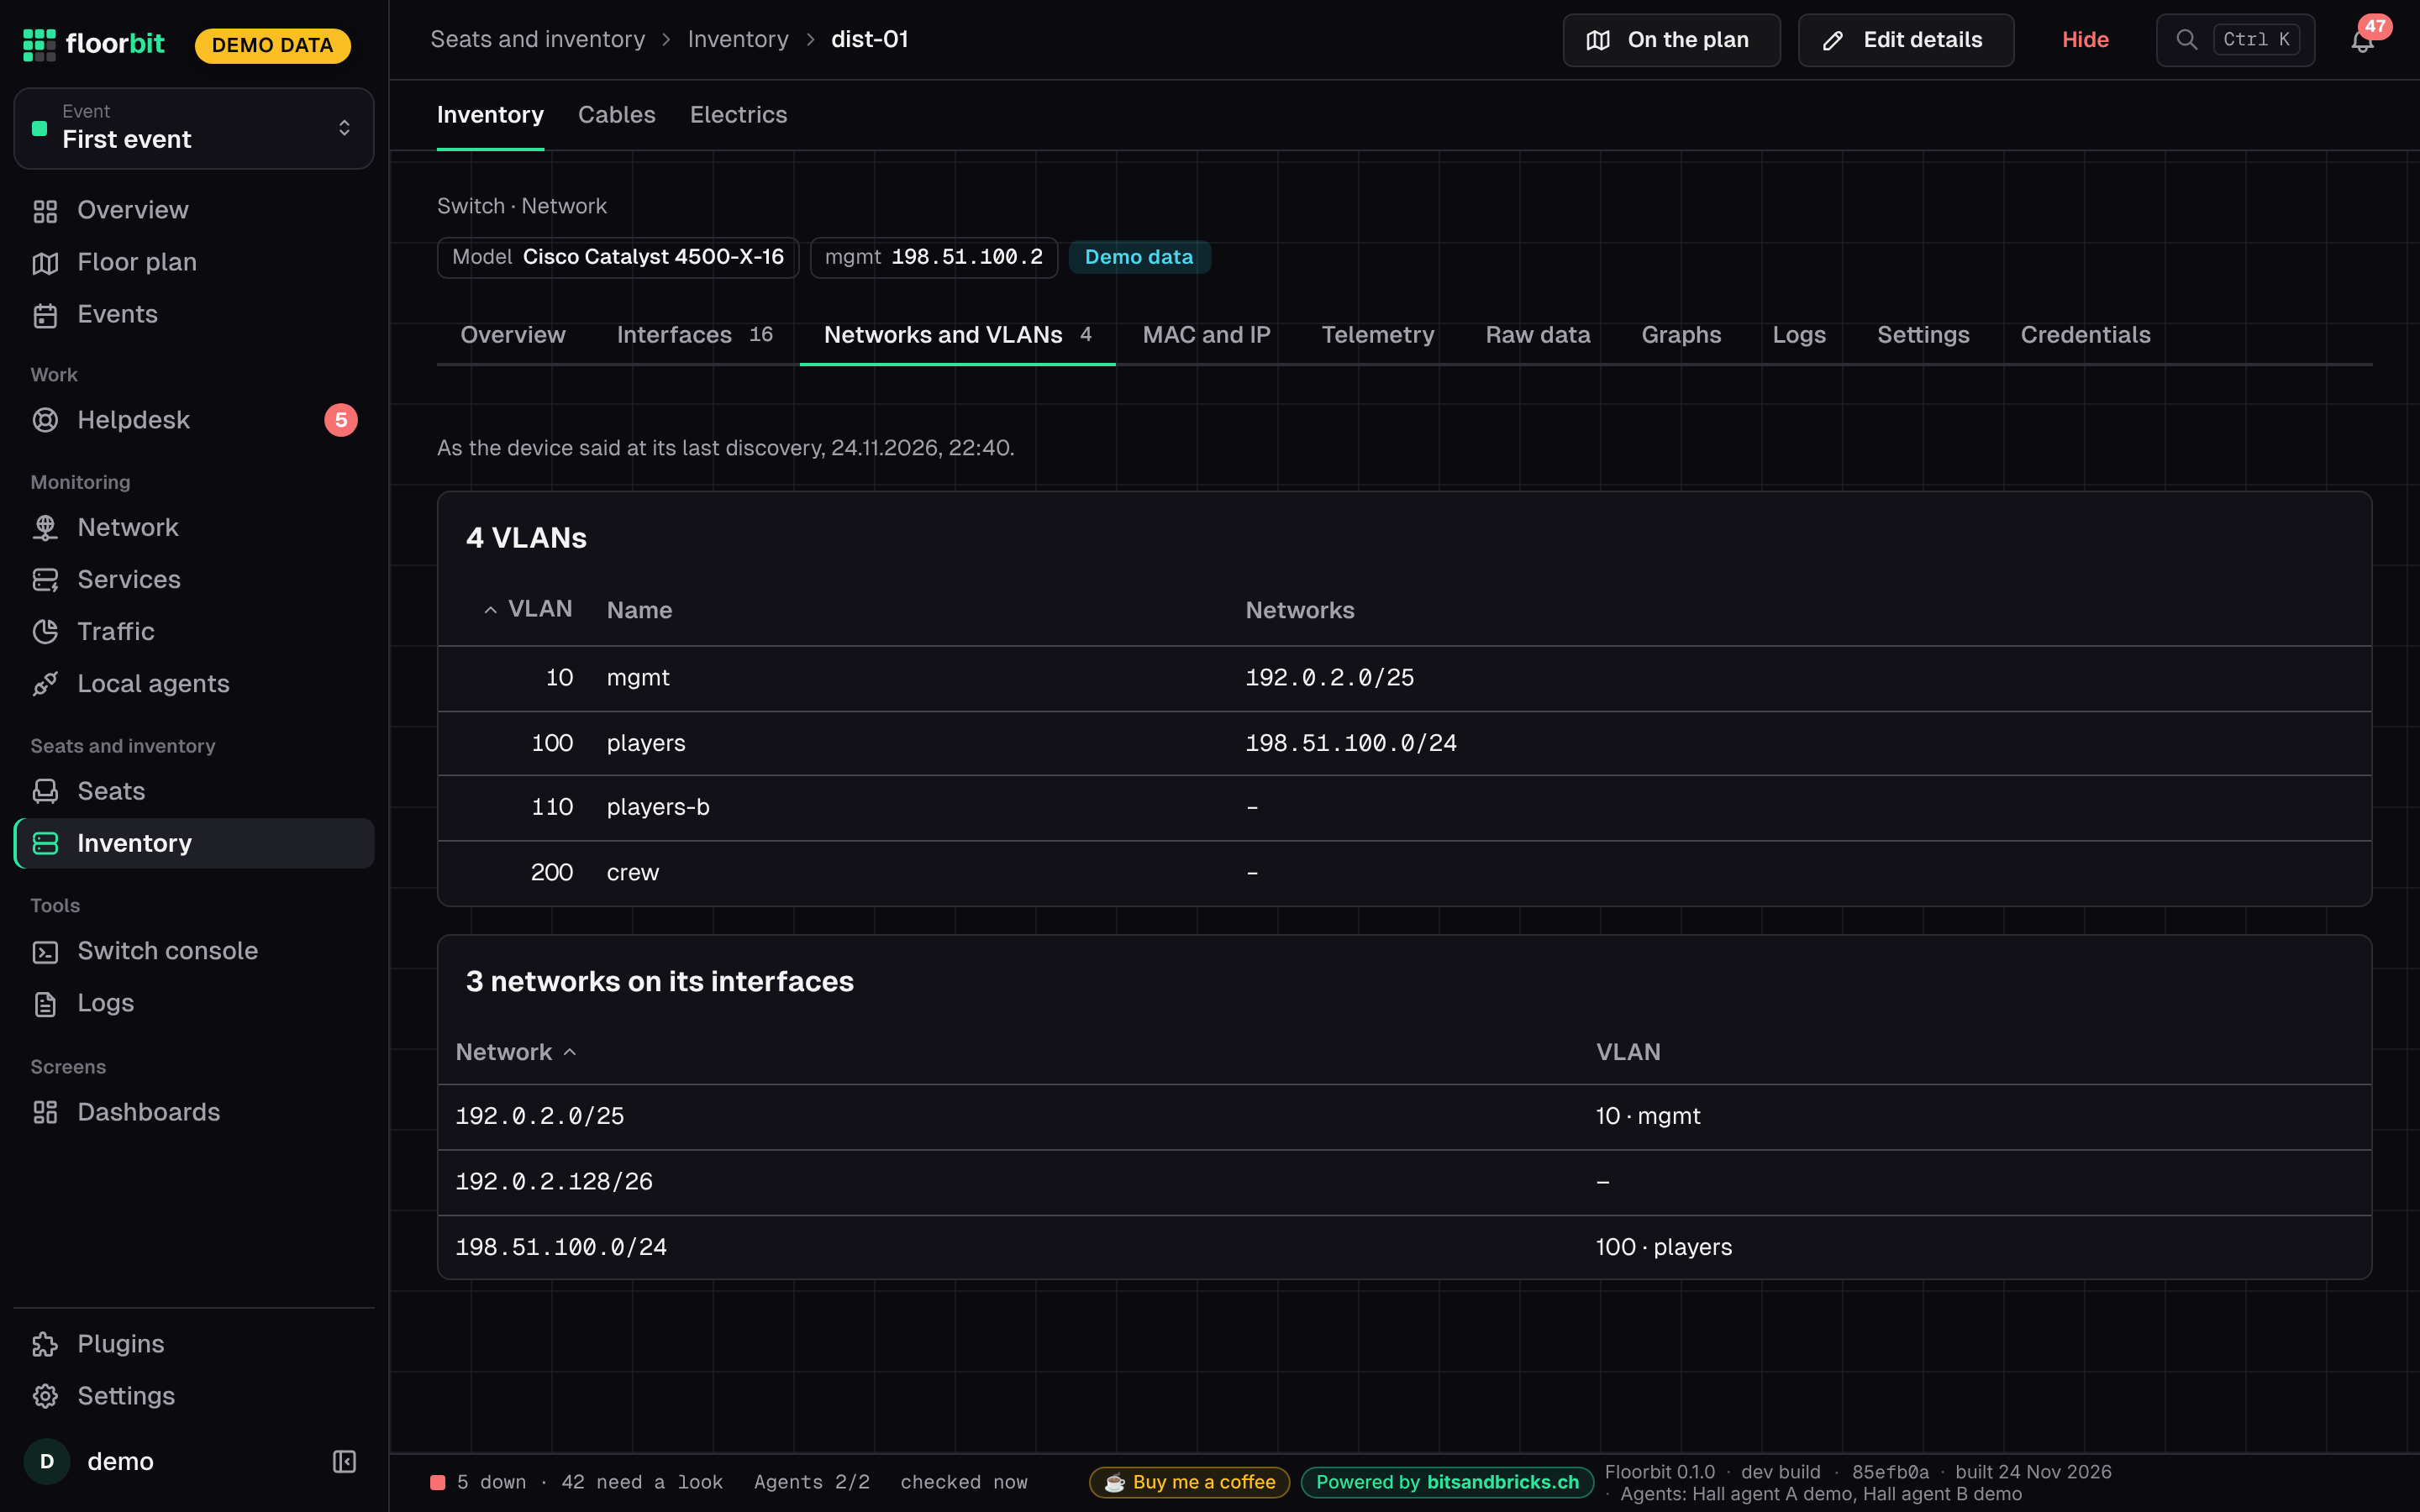 floorbit DEMO DATA
Event
First event
Overview
Floor plan
Events
Work
Helpdesk 5
Monitoring
Network
Services
Traffic
Local agents
Seats and inventory
Seats
Inventory
Tools
Switch console
Logs
Screens
Dashboards
Plugins
Settings
D demo
Seats and inventory > Inventory > dist-01
On the plan
Edit details
Hide
Ctrl K
47
Inventory Cables Electrics
Switch · Network
Model Cisco Catalyst 4500-X-16 mgmt 198.51.100.2 Demo data
Overview Interfaces 16 Networks and VLANs 4 MAC and IP Telemetry Raw data Graphs Logs Settings Credentials
As the device said at its last discovery, 24.11.2026, 22:40.
4 VLANs
VLAN Name Networks
10 mgmt 192.0.2.0/25
100 players 198.51.100.0/24
110 players-b –
200 crew –
3 networks on its interfaces
Network VLAN
192.0.2.0/25 10 · mgmt
192.0.2.128/26 –
198.51.100.0/24 100 · players
5 down · 42 need a look Agents 2/2 checked now
☕ Buy me a coffee
Powered by bitsandbricks.ch
Floorbit 0.1.0 · dev build · 85efb0a · built 24 Nov 2026
· Agents: Hall agent A demo, Hall agent B demo